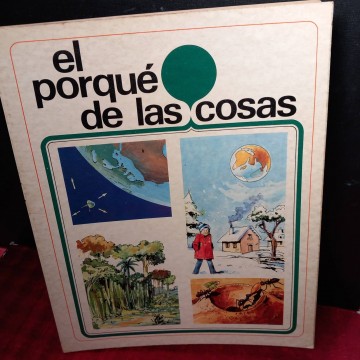 el
porqué
de las cosas